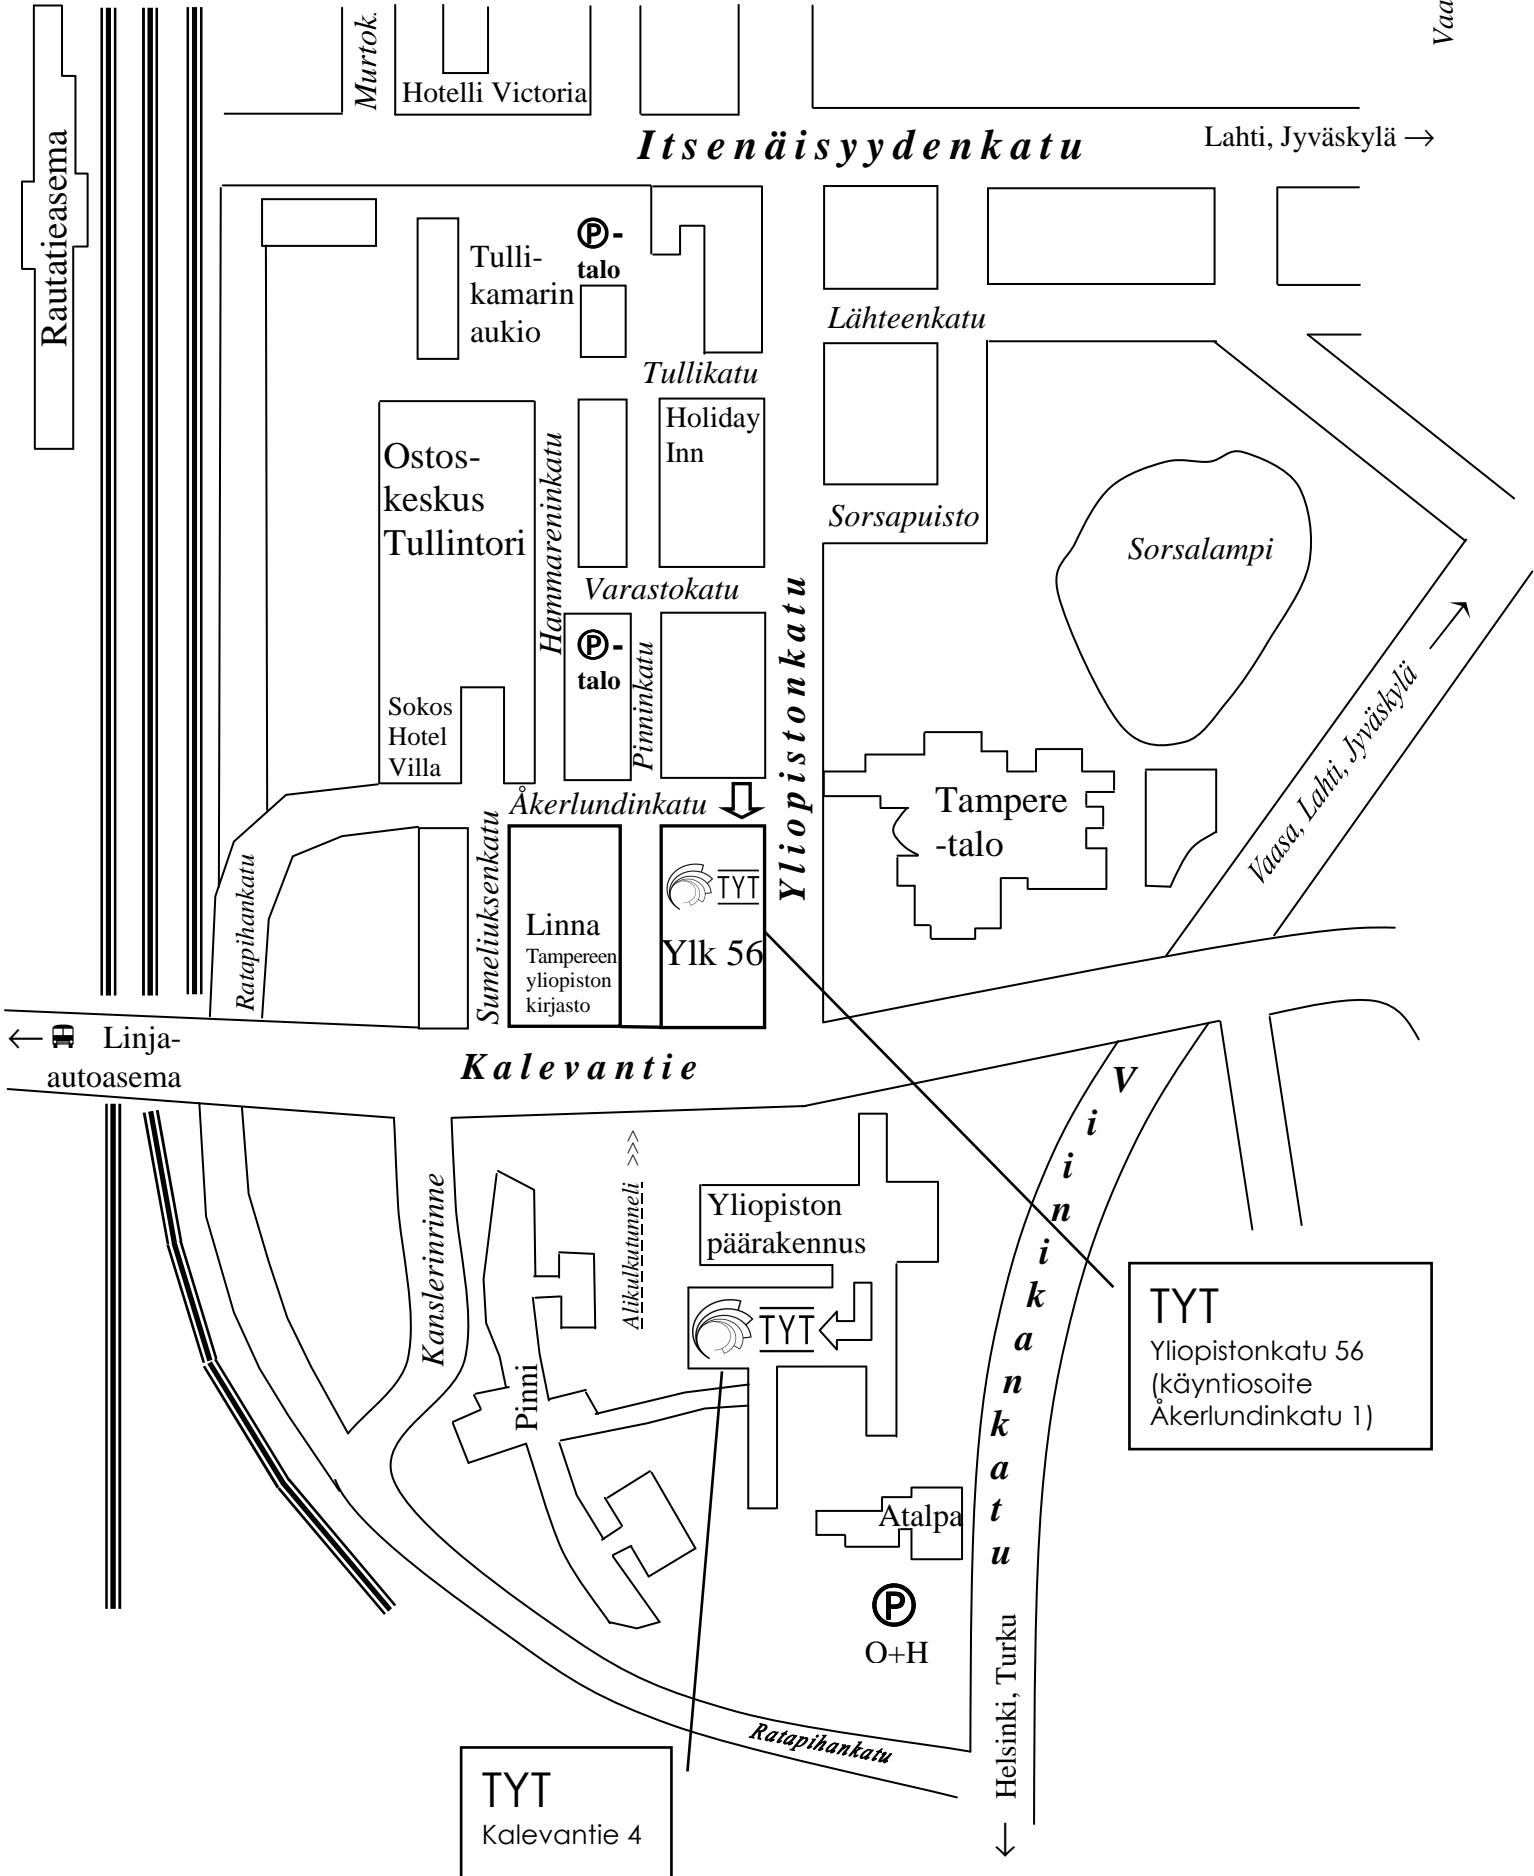 Vaa
Murtok.
Hotelli Victoria
Itsenäisyydenkatu
Lahti, Jyväskylä →
Rautatieasema
Tulli-
kamarin
aukio
P-
talo
Lähteenkatu
Tullikatu
Holiday
Inn
Ostos-
keskus
Tullintori
Hammareninkatu
Sorsapuisto
Sorsalampi
Varastokatu
P-
talo
Pinninkatu
Yliopistonkatu
Sokos
Hotel
Villa
Vaasa, Lahti, Jyväskylä
Åkerlundinkatu
Tampere
-talo
Sumeliuksenkatu
Ratapihankatu
TYT
Linna
Tampereen
yliopiston
kirjasto
Ylk 56
← Linja-
autoasema
Kalevantie
Viinikankatu
Alikulkutunneli >>>
Kanslerinrinne
Yliopiston
päärakennus
TYT
Pinni
TYT
Yliopistonkatu 56
(käyntiosoite
Åkerlundinkatu 1)
Atalpa
P
O+H
Helsinki, Turku
Ratapihankatu
TYT
Kalevantie 4